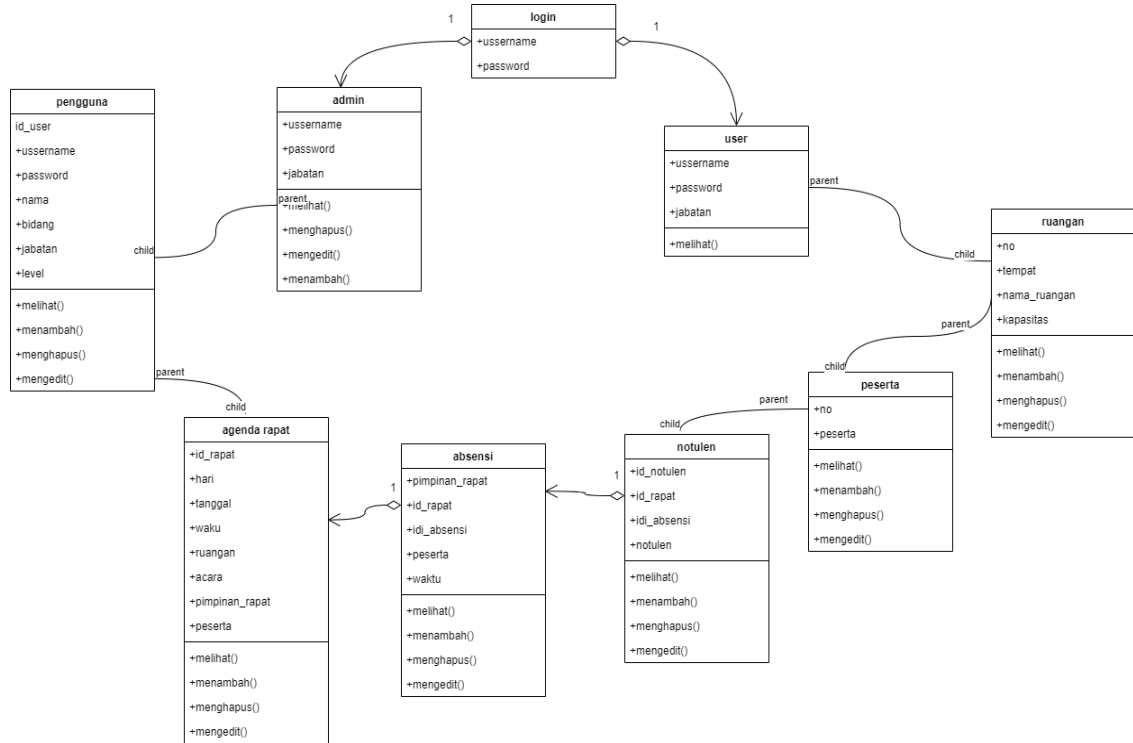 login
+ussername
+password
1
1
pengguna
id_user
+ussername
+password
+nama
+bidang
+jabatan
+level
+melihat()
+menambah()
+menghapus()
+mengedit()
admin
+ussername
+password
+jabatan
+melihat()
+menghapus()
+mengedit()
+menambah()
parent
child
user
+ussername
+password
+jabatan
+melihat()
parent
child
ruangan
+no
+tempat
+nama_ruangan
+kapasitas
+melihat()
+menambah()
+menghapus()
+mengedit()
parent
child
peserta
+no
+peserta
+melihat()
+menambah()
+menghapus()
+mengedit()
parent
child
notulen
+id_notulen
+id_rapat
+idi_absensi
+notulen
+melihat()
+menambah()
+menghapus()
+mengedit()
1
absensi
+pimpinan_rapat
+id_rapat
+idi_absensi
+peserta
+waktu
+melihat()
+menambah()
+menghapus()
+mengedit()
1
parent
child
agenda rapat
+id_rapat
+hari
+tanggal
+waku
+ruangan
+acara
+pimpinan_rapat
+peserta
+melihat()
+menambah()
+menghapus()
+mengedit()